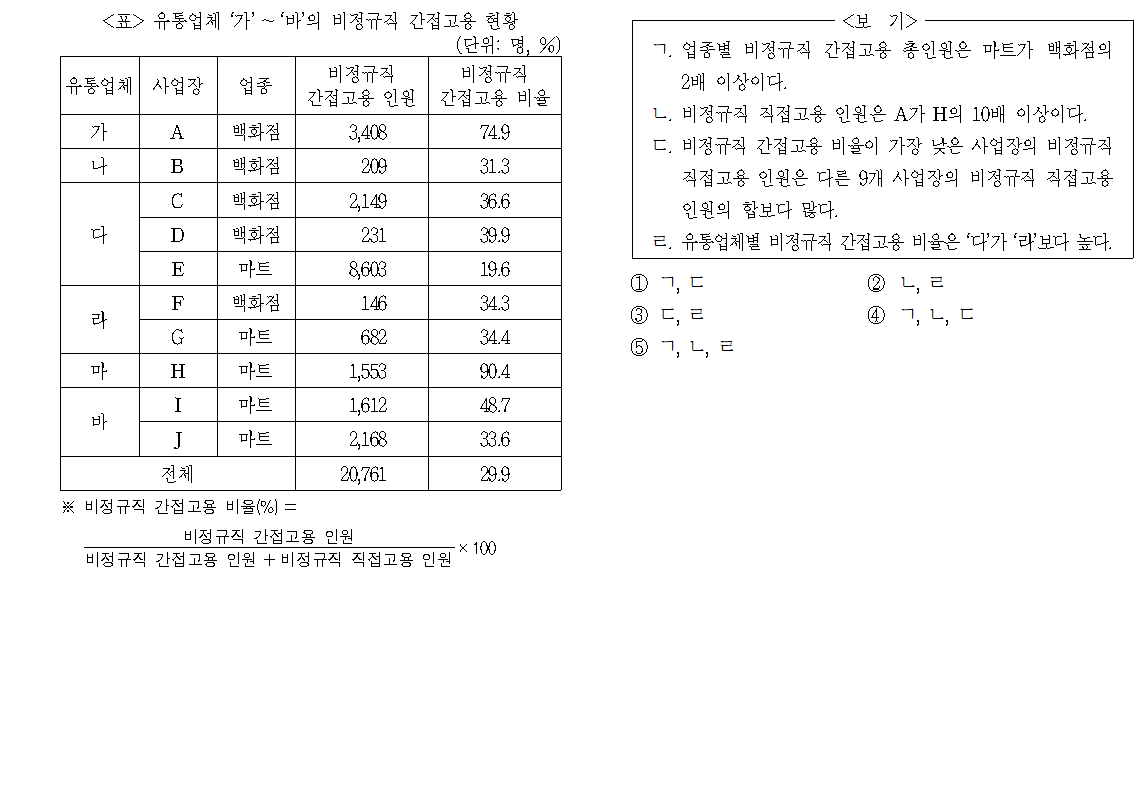 <표> 유통업체 ‘가’ ~ ‘바’의 비정규직 간접고용 현황
(단위: 명, %)
유통업체 사업장 업종 비정규직 간접고용 인원 비정규직 간접고용 비율
가 A 백화점 3,408 74.9
나 B 백화점 209 31.3
다 C 백화점 2,149 36.6
D 백화점 231 39.9
E 마트 8,603 19.6
라 F 백화점 146 34.3
G 마트 682 34.4
마 H 마트 1,553 90.4
바 I 마트 1,612 48.7
J 마트 2,168 33.6
전체 20,761 29.9
※ 비정규직 간접고용 비율(%) =
비정규직 간접고용 인원
비정규직 간접고용 인원 + 비정규직 직접고용 인원 × 100
<보 기>
ㄱ. 업종별 비정규직 간접고용 총인원은 마트가 백화점의
2배 이상이다.
ㄴ. 비정규직 직접고용 인원은 A가 H의 10배 이상이다.
ㄷ. 비정규직 간접고용 비율이 가장 낮은 사업장의 비정규직
직접고용 인원은 다른 9개 사업장의 비정규직 직접고용
인원의 합보다 많다.
ㄹ. 유통업체별 비정규직 간접고용 비율은 ‘다’가 ‘라’보다 높다.
① ㄱ, ㄷ
② ㄴ, ㄹ
③ ㄷ, ㄹ
④ ㄱ, ㄴ, ㄷ
⑤ ㄱ, ㄴ, ㄹ